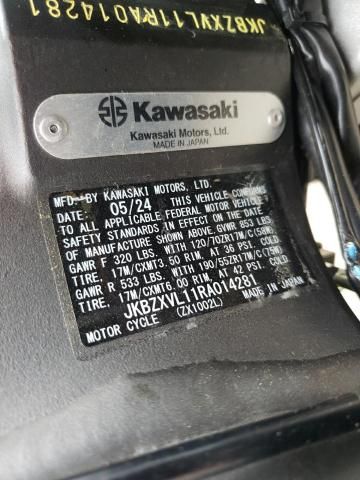 JKBZXVL11RA014281
JKBZXVL11RA014281
Kawasaki
Kawasaki Motors, Ltd.
MADE IN JAPAN
MFD. BY KAWASAKI MOTORS, LTD.
DATE: 05/24 THIS VEHICLE CONFORMS
TO ALL APPLICABLE FEDERAL MOTOR VEHICLE
SAFETY STANDARDS IN EFFECT ON THE DATE
OF MANUFACTURE SHOWN ABOVE. GVWR 853 LBS
GAWR F 320 LBS. WITH 120/70ZR17M/C(58W)
TIRE, 17M/CXMT3.50 RIM, AT 36 PSI COLD
GAWR R 533 LBS. WITH 190/55ZR17M/C(75W)
TIRE, 17M/CXMT6.00 RIM, AT 42 PSI COLD.
JKBZXVL11RA014281
MOTOR CYCLE (ZX1002L) MADE IN JAPAN